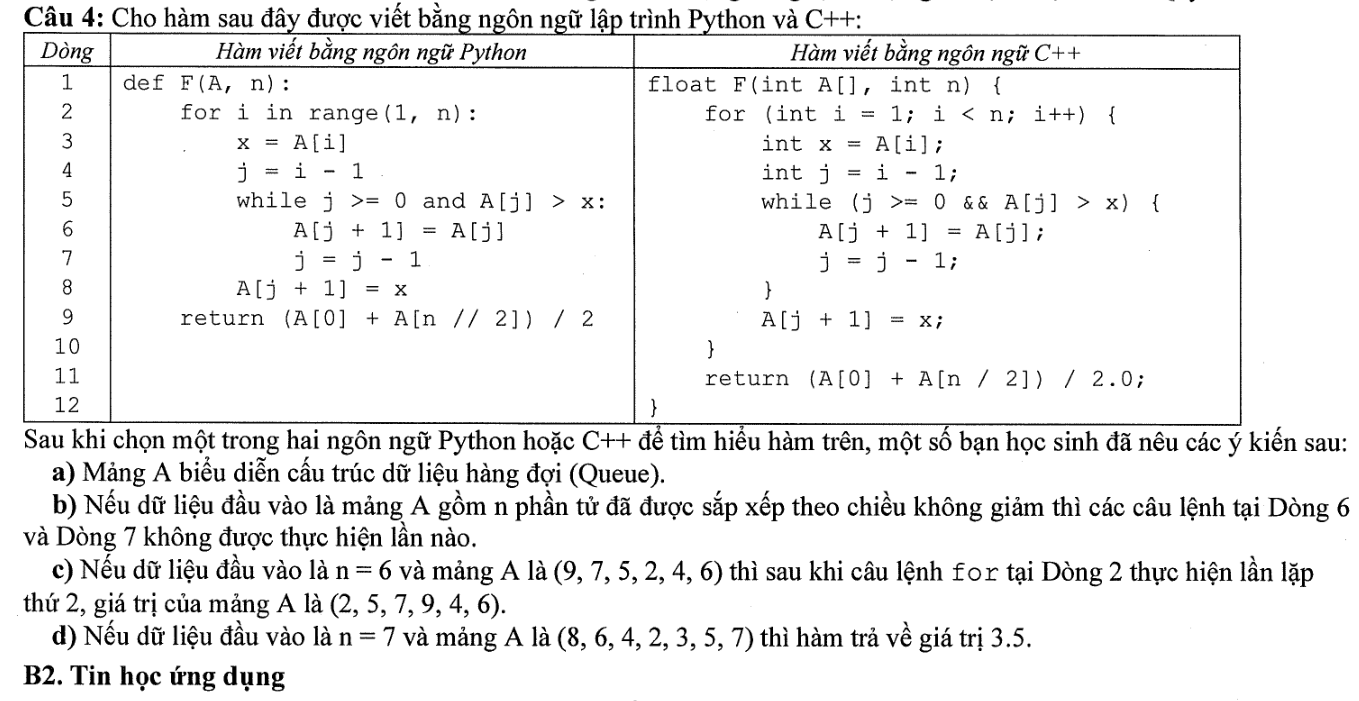 Câu 4: Cho hàm sau đây được viết bằng ngôn ngữ lập trình Python và C++:
Dòng Hàm viết bằng ngôn ngữ Python Hàm viết bằng ngôn ngữ C++
1 def F(A, n): float F(int A[], int n) {
2 for i in range(1, n): for (int i = 1; i < n; i++) {
3 x = A[i] int x = A[i];
4 j = i - 1 int j = i - 1;
5 while j >= 0 and A[j] > x: while (j >= 0 && A[j] > x) {
6 A[j + 1] = A[j] A[j + 1] = A[j];
7 j = j - 1 j = j - 1;
8 A[j + 1] = x }
9 return (A[0] + A[n // 2]) / 2 A[j + 1] = x;
10 }
11 return (A[0] + A[n / 2]) / 2.0;
12 }
Sau khi chọn một trong hai ngôn ngữ Python hoặc C++ để tìm hiểu hàm trên, một số bạn học sinh đã nêu các ý kiến sau:
a) Mảng A biểu diễn cấu trúc dữ liệu hàng đợi (Queue).
b) Nếu dữ liệu đầu vào là mảng A gồm n phần tử đã được sắp xếp theo chiều không giảm thì các câu lệnh tại Dòng 6
và Dòng 7 không được thực hiện lần nào.
c) Nếu dữ liệu đầu vào là n = 6 và mảng A là (9, 7, 5, 2, 4, 6) thì sau khi câu lệnh for tại Dòng 2 thực hiện lần lặp
thứ 2, giá trị của mảng A là (2, 5, 7, 9, 4, 6).
d) Nếu dữ liệu đầu vào là n = 7 và mảng A là (8, 6, 4, 2, 3, 5, 7) thì hàm trả về giá trị 3.5.
B2. Tin học ứng dụng